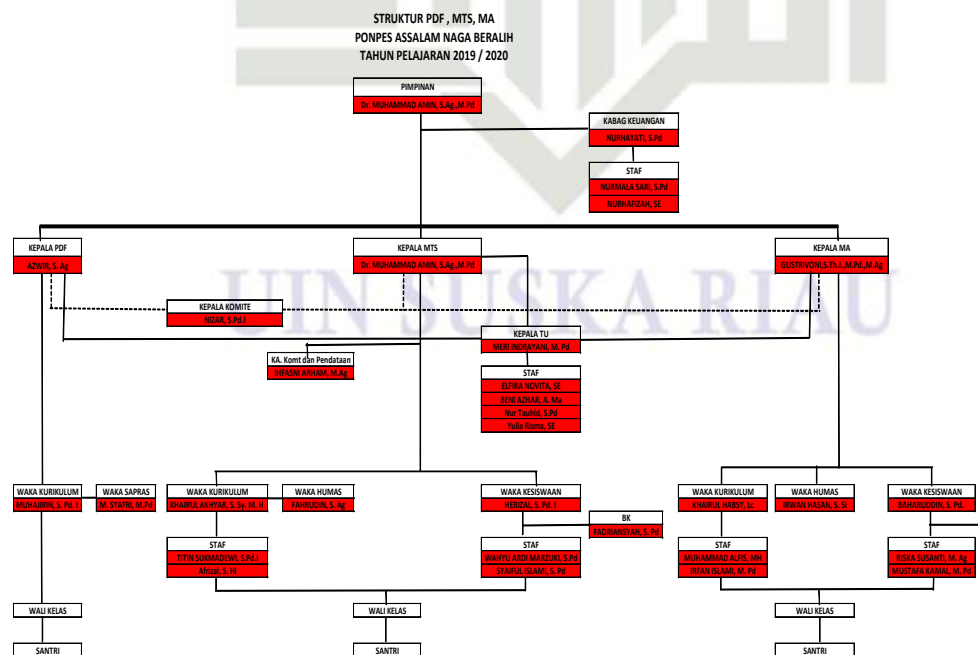 STRUKTUR PDF , MTS, MA
PONPES ASSALAM NAGA BERALIH
TAHUN PELAJARAN 2019 / 2020
PIMPINAN
Dr. MUHAMMAD AMIN, S.Ag.,M.Pd
KABAG KEUANGAN
NURHAYATI, S.Pd
STAF
NURMALA SARI, S.Pd
NURHAFIZAH, SE
KEPALA PDF
AZWIR, S. Ag
KEPALA MTS
Dr. MUHAMMAD AMIN, S.Ag.,M.Pd
KEPALA MA
GUSTRIVONI,S.Th.I.,M.Pd.,M.Ag
UIN SUSKA RIAU
KEPALA KOMITE
NIZAR, S.Pd.I
KEPALA TU
MERI INDRAYANI, M. Pd
KA. Komt dan Pendataan
IHFASNI ARHAM, M.Ag
STAF
ELFIRA NOVITA, SE
BENI AZHAR, A. Ma
Nur Tauhid, S.Pd
Yulia Risma, SE
WAKA KURIKULUM
MUHAJIRIN, S. Pd. I
WAKA SAPRAS
M. SYAFRI, M.Pd
WAKA KURIKULUM
KHAIRUL AKHYAR, S. Sy. M. H
WAKA HUMAS
FAHRUDIN, S. Ag
WAKA KESISWAAN
HERIZAL, S. Pd. I
WAKA KURIKULUM
KHAIRUL HABSY, Lc
WAKA HUMAS
IRWAN HASAN, S. Si
WAKA KESISWAAN
BAHARUDDIN, S. Pd.
BK
FADRIANSYAH, S. Pd
STAF
TITIN SUKMADEWI, S.Pd.I
Afrizal, S. HI
STAF
WAHYU ARDI MARZUKI, S.Pd
SYAIFUL ISLAMI, S. Pd
STAF
MUHAMMAD ALFIS, MH
IRFAN ISLAMI, M. Pd
STAF
RISKA SUSANTI, M. Ag
MUSTAFA KAMAL, M. Pd
WALI KELAS
WALI KELAS
WALI KELAS
SANTRI
SANTRI
SANTRI